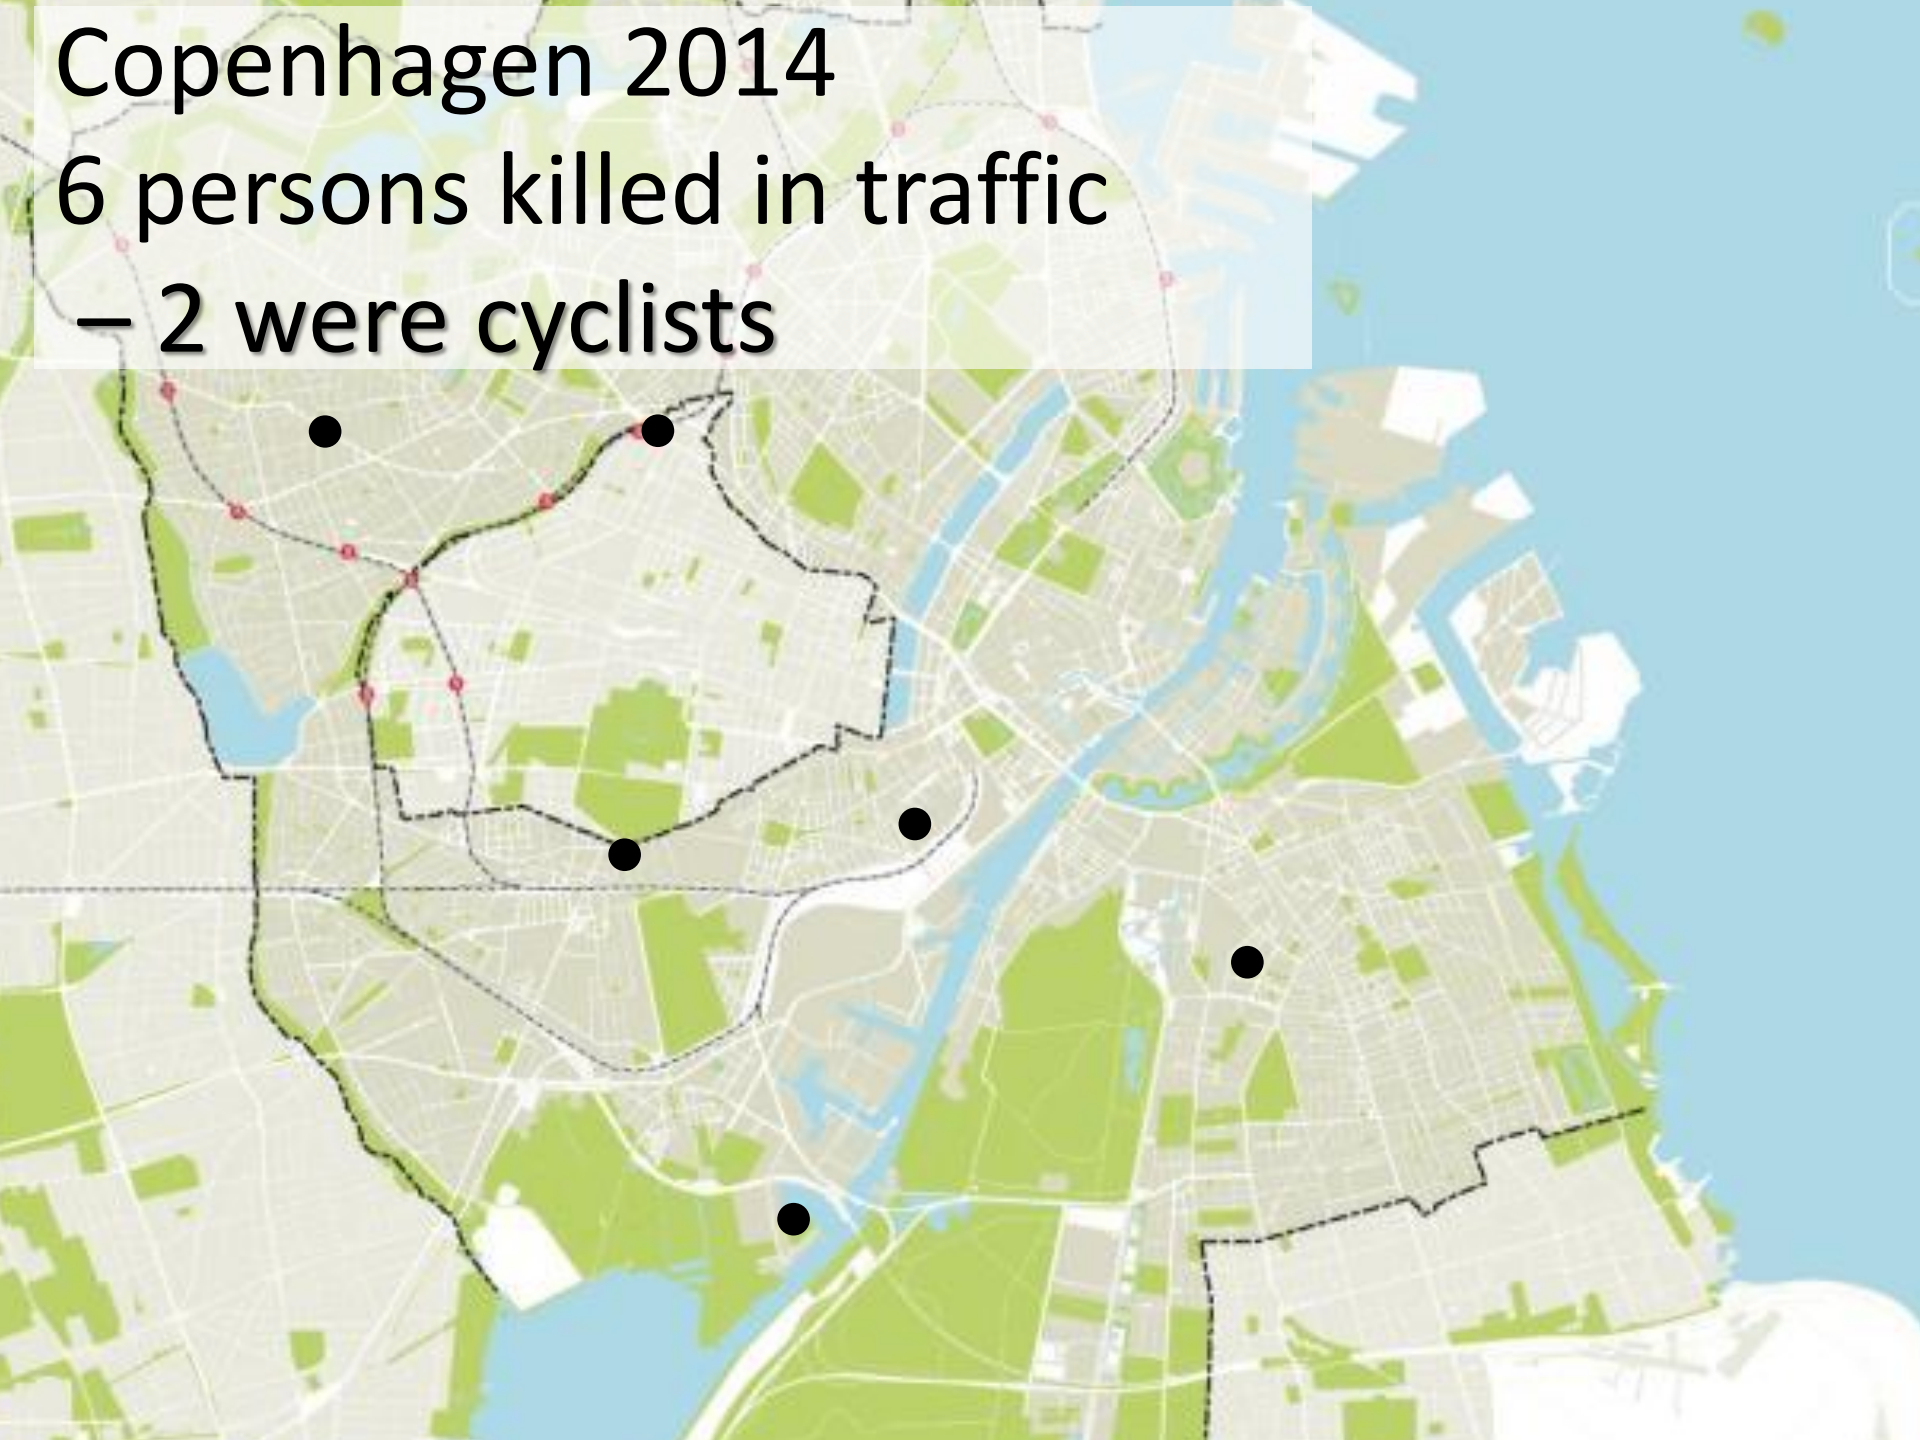 Copenhagen 2014
6 persons killed in traffic
– 2 were cyclists